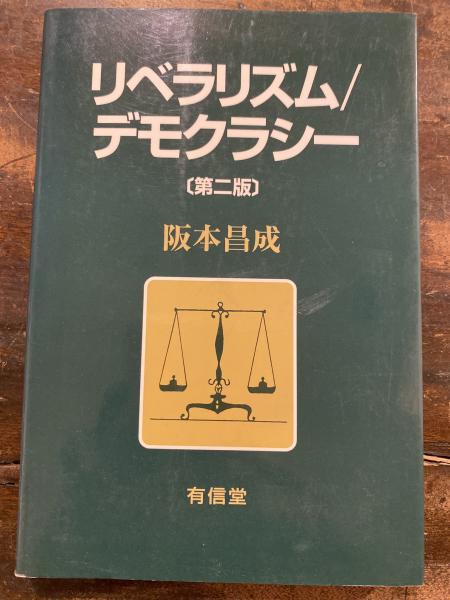 リベラリズム/
デモクラシー
〔第二版〕
阪本昌成
有信堂